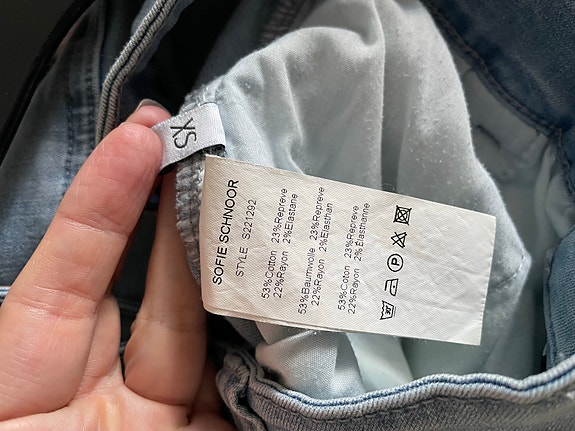 XS
SOFIE SCHNOOR
STYLE S221292
53%Cotton 23%Repreve
22%Rayon 2%Elastane
53%Baumwolle 23%Repreve
22%Rayon 2%Elasthan
53%Coton 23%Repreve
22%Rayon 2%Elasthanne
P